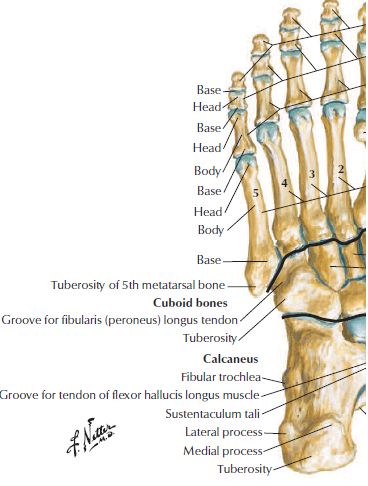 Base
Head
Base
Head
Body
Base
Head
Body
5
4
3
2
Base
Tuberosity of 5th metatarsal bone
Cuboid bones
Groove for fibularis (peroneus) longus tendon
Tuberosity
Calcaneus
Fibular trochlea
Groove for tendon of flexor hallucis longus muscle
Sustentaculum tali
Lateral process
Medial process
Tuberosity
F. Netter
M.D.